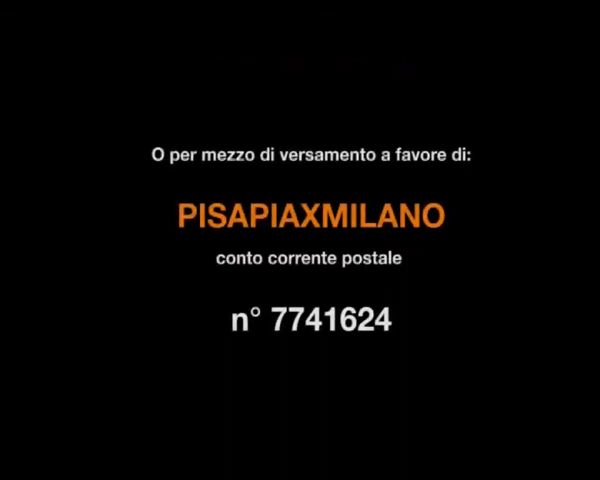 O per mezzo di versamento a favore di:
PISAPIAXMILANO
conto corrente postale
n° 7741624